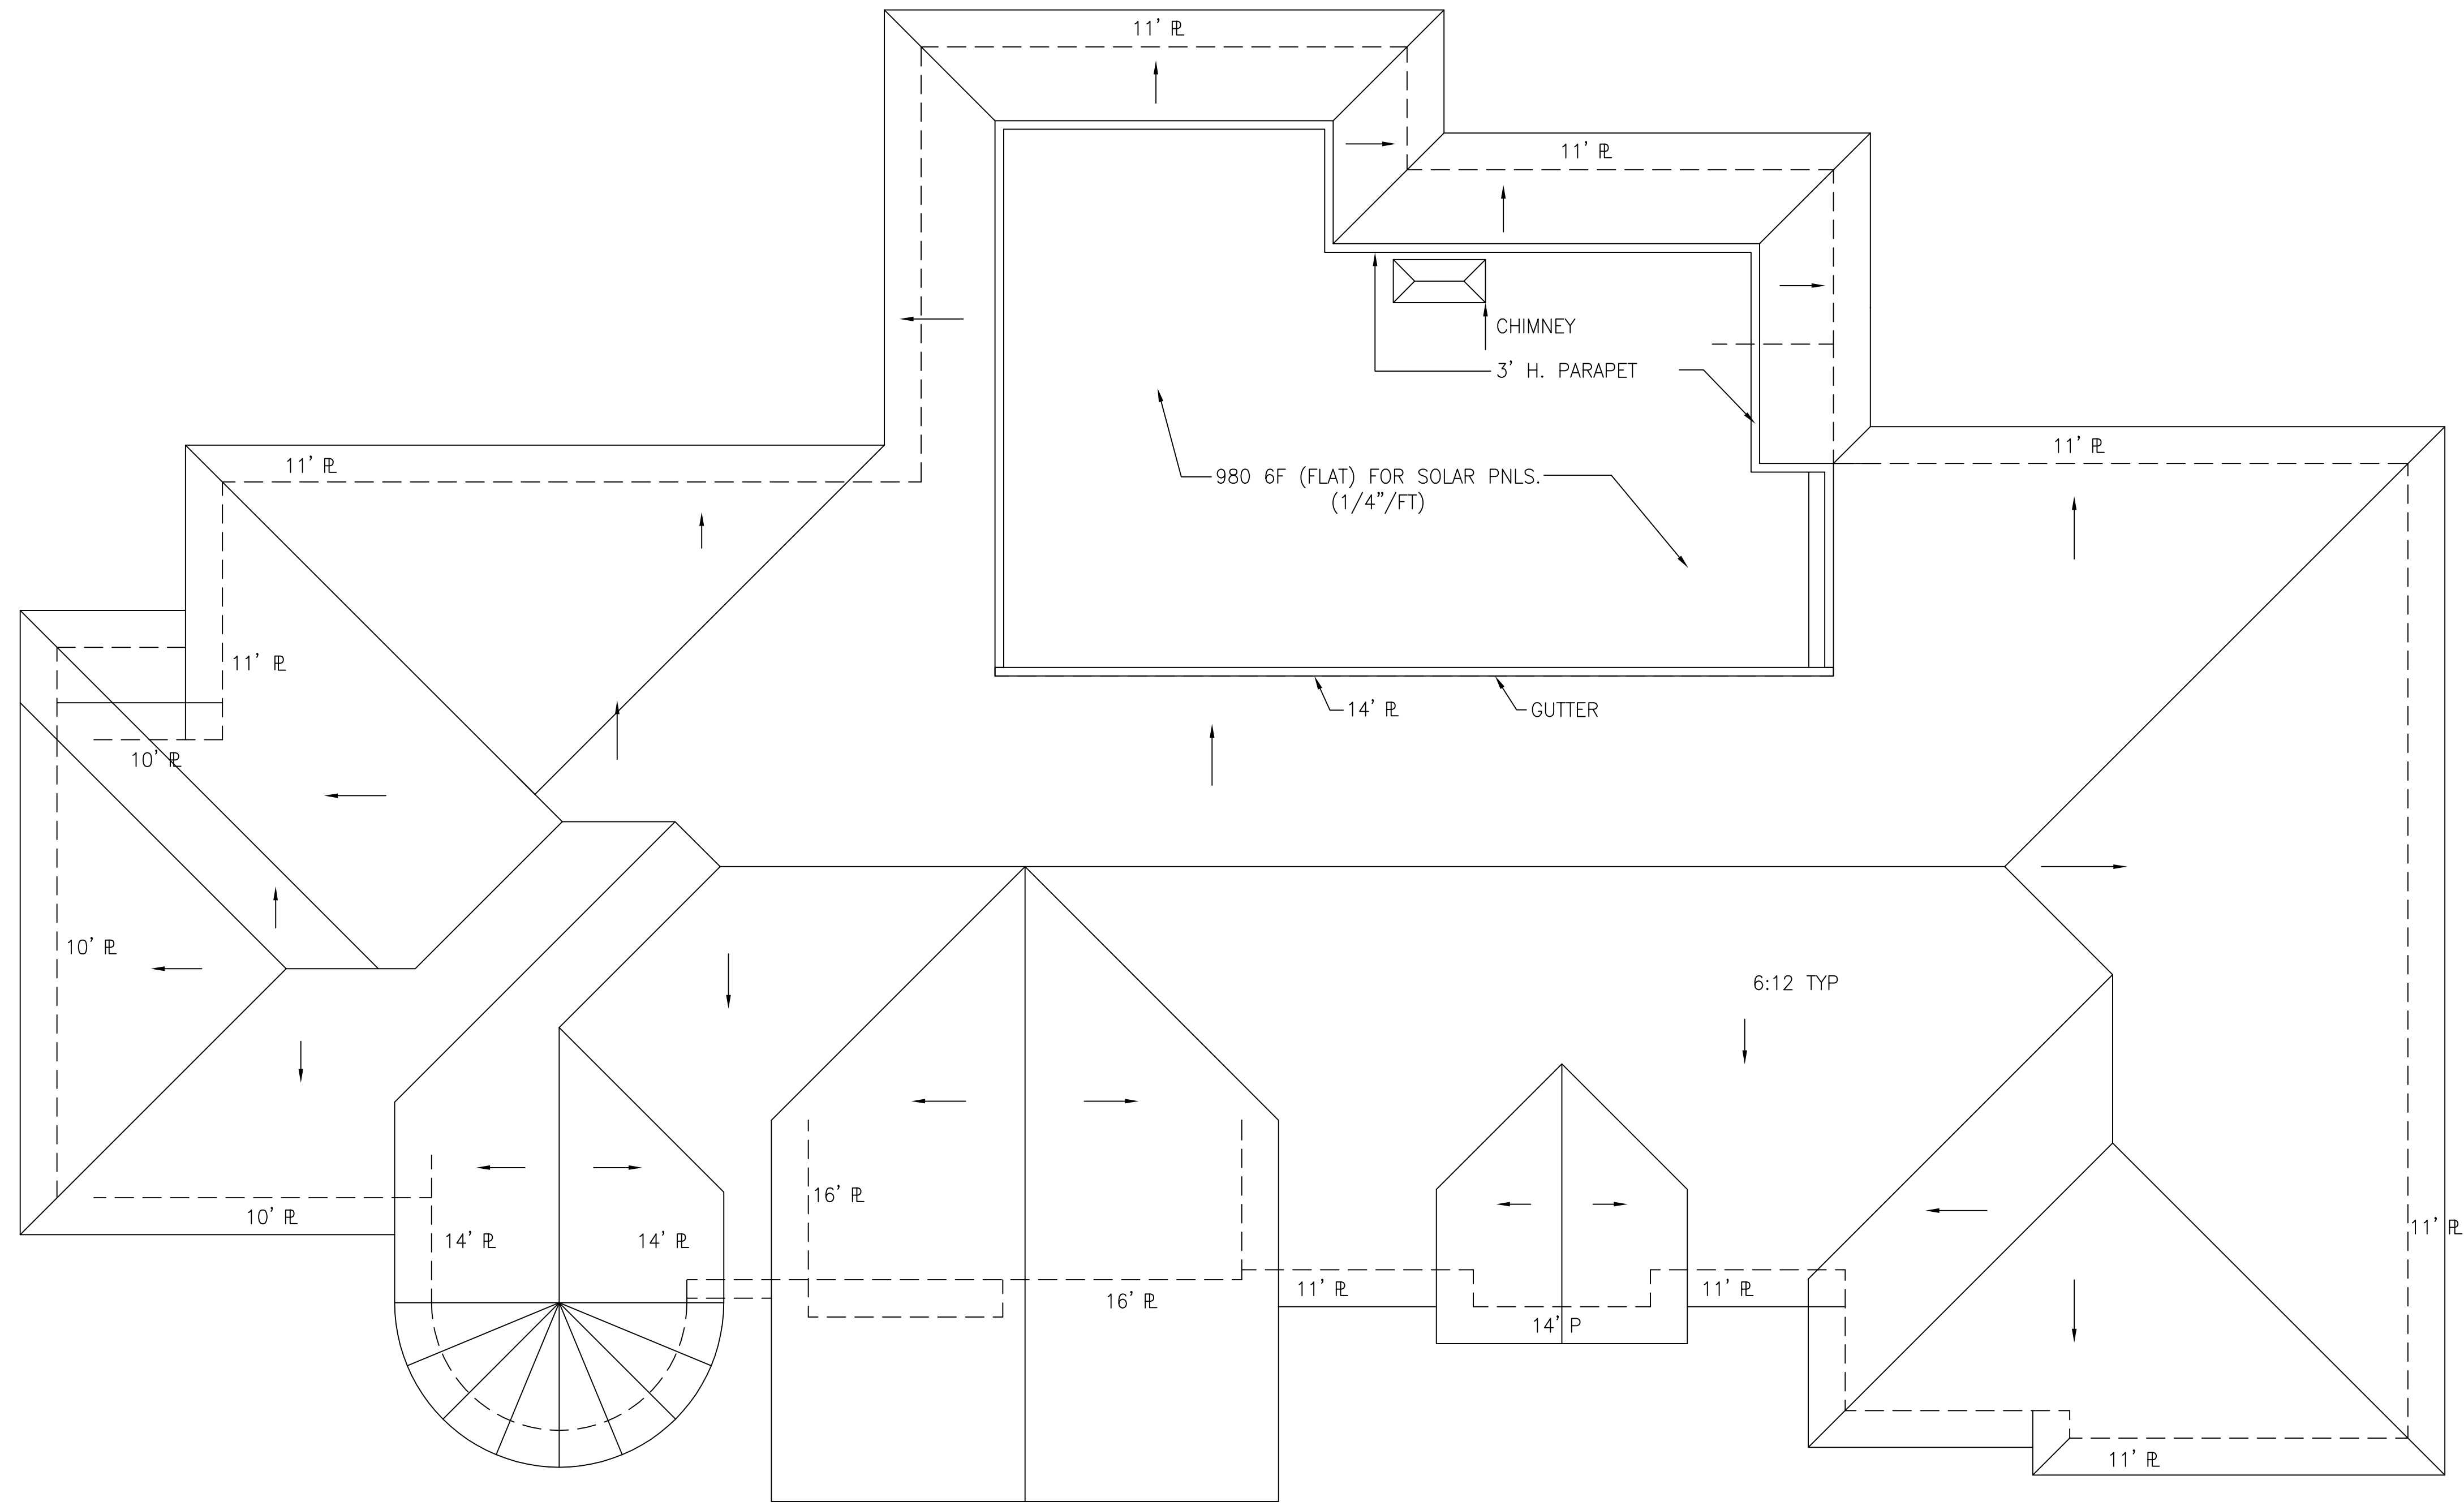 11' ℙL
11' ℙL
CHIMNEY
3' H. PARAPET
11' ℙL
11' ℙL
980 6F (FLAT) FOR SOLAR PNLS.
(1/4"/FT)
11' ℙL
14' ℙL
GUTTER
10' ℙL
10' ℙL
6:12 TYP
16' ℙL
10' ℙL
14' ℙL
14' ℙL
11' ℙL
16' ℙL
11' ℙL
11' ℙL
14' P
11' ℙL